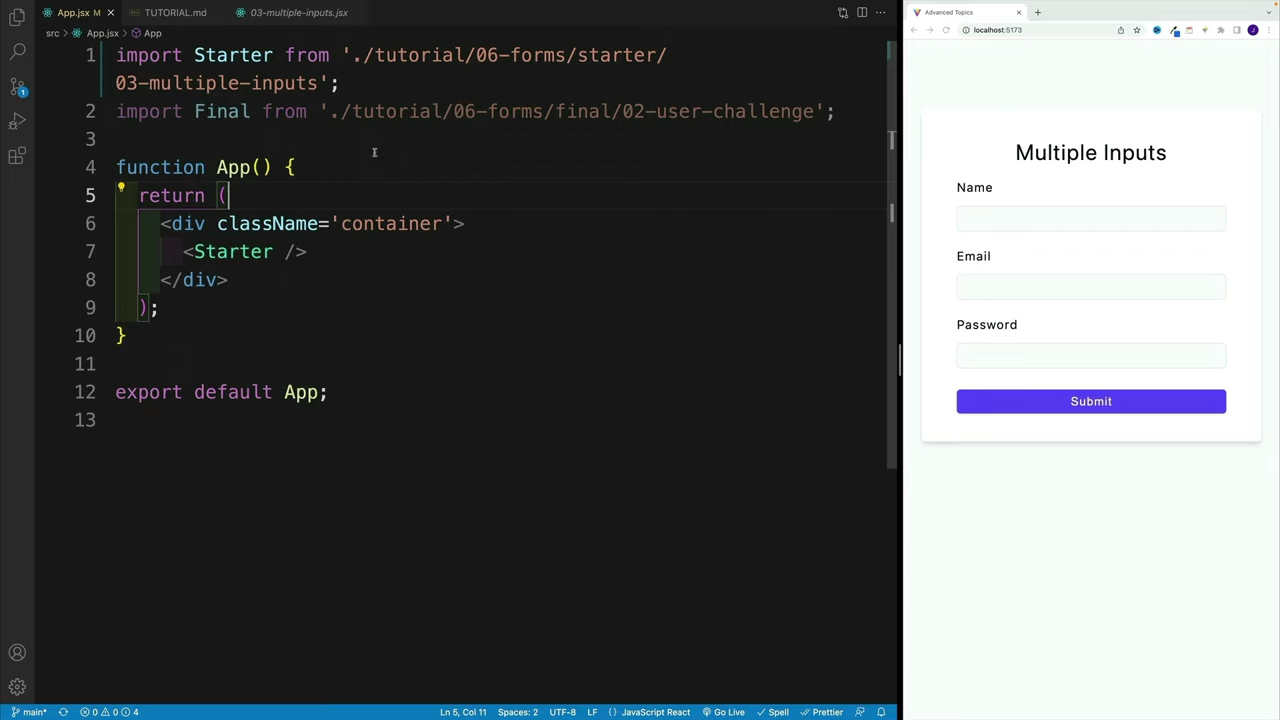 App.jsx M
TUTORIAL.md
03-multiple-inputs.jsx
src > App.jsx > App
1 import Starter from './tutorial/06-forms/starter/
03-multiple-inputs';
2 import Final from './tutorial/06-forms/final/02-user-challenge';
3
4 function App() {
5 return (
6 <div className='container'>
7 <Starter />
8 </div>
9 );
10 }
11
12 export default App;
13
main*
0 0 4
Ln 5, Col 11
Spaces: 2
UTF-8
LF
{ } JavaScript React
Go Live
Spell
Prettier
1
Advanced Topics
localhost:5173
J
Multiple Inputs
Name
Email
Password
Submit